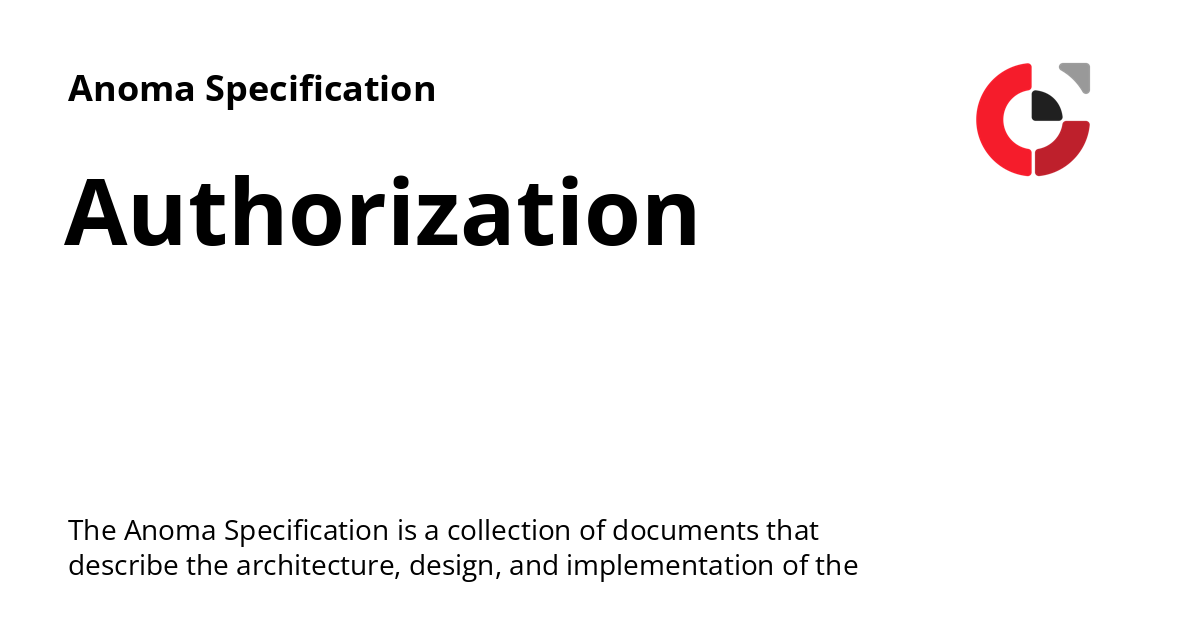 Anoma Specification
Authorization
The Anoma Specification is a collection of documents that
describe the architecture, design, and implementation of the